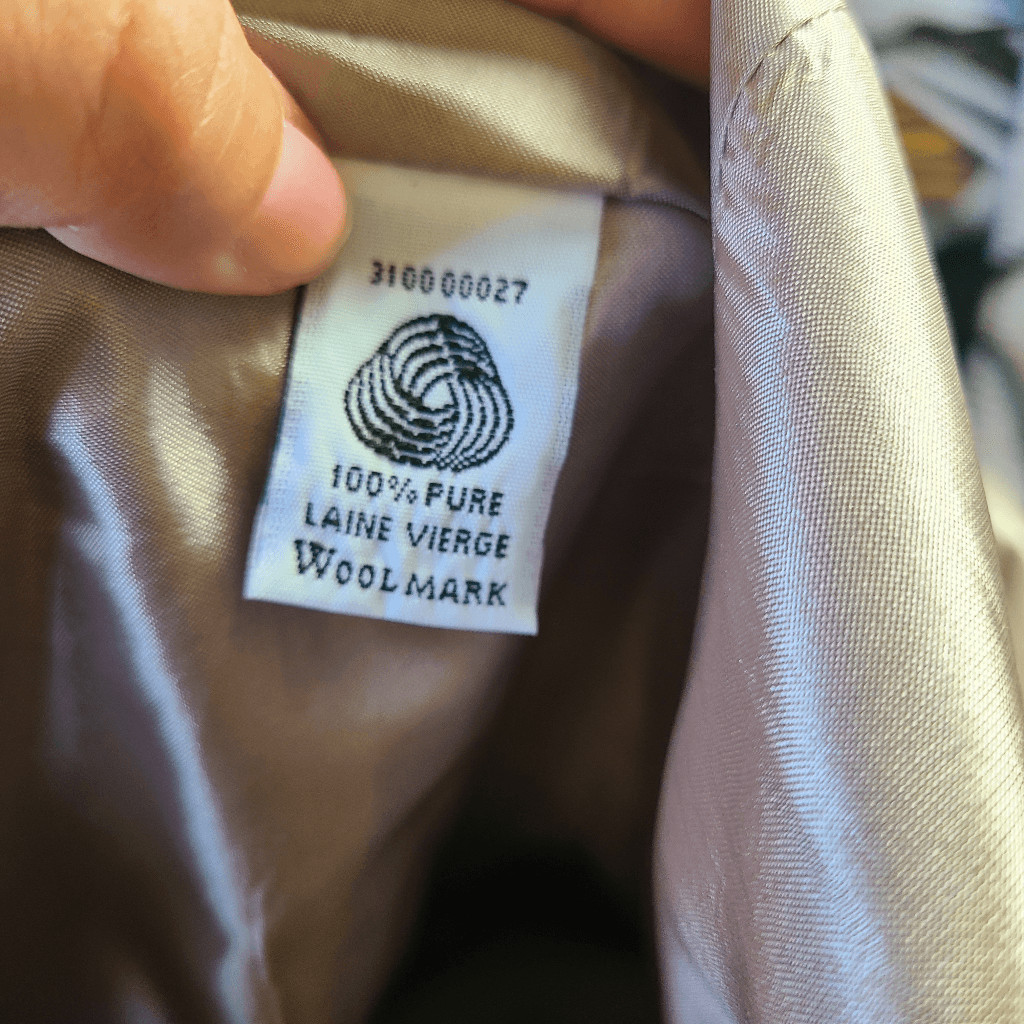 310000027
100% PURE
LAINE VIERGE
WOOLMARK